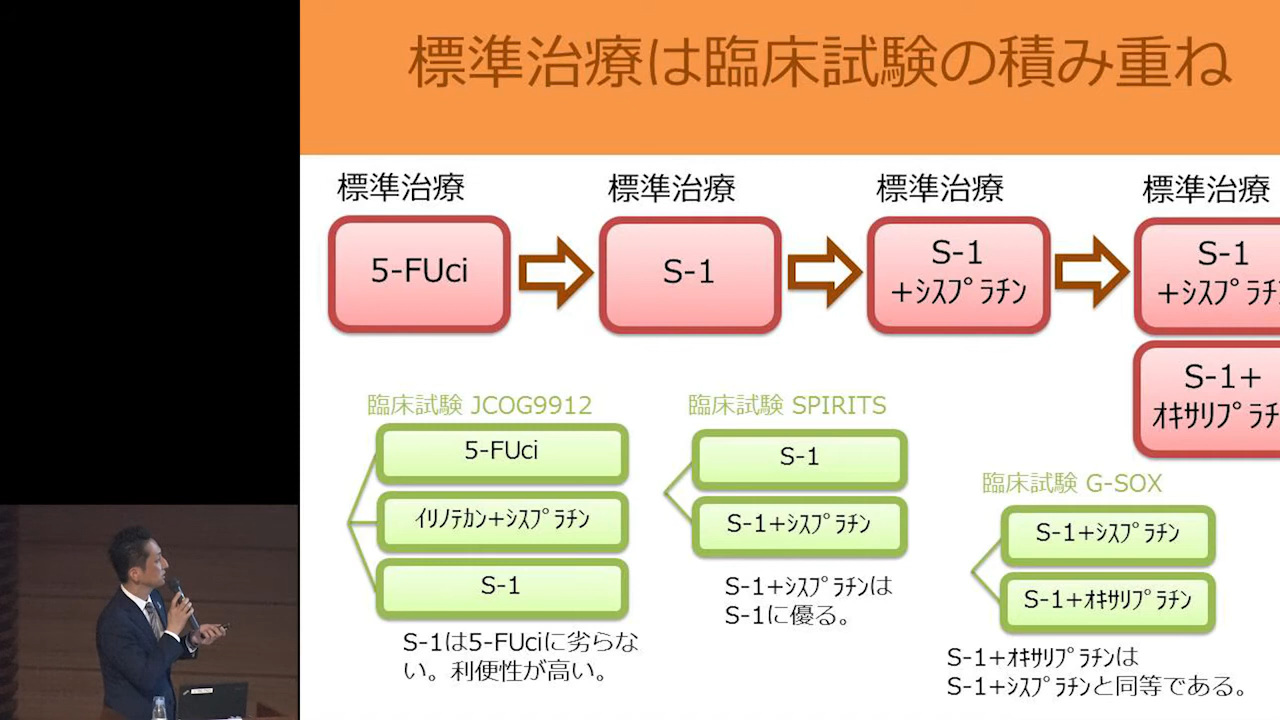 標準治療は臨床試験の積み重ね
標準治療
標準治療
標準治療
標準治療
5-FUci
S-1
S-1
+ｼｽﾌﾟﾗﾁﾝ
S-1
+ｼｽﾌﾟﾗﾁ
S-1+
ｵｷｻﾘﾌﾟﾗﾁ
臨床試験 JCOG9912
5-FUci
ｲﾘﾉﾃｶﾝ+ｼｽﾌﾟﾗﾁﾝ
S-1
S-1は5-FUciに劣らな
い。利便性が高い。
臨床試験 SPIRITS
S-1
S-1+ｼｽﾌﾟﾗﾁﾝ
S-1+ｼｽﾌﾟﾗﾁﾝは
S-1に優る。
臨床試験 G-SOX
S-1+ｼｽﾌﾟﾗﾁﾝ
S-1+ｵｷｻﾘﾌﾟﾗﾁﾝ
S-1+ｵｷｻﾘﾌﾟﾗﾁﾝは
S-1+ｼｽﾌﾟﾗﾁﾝと同等である。